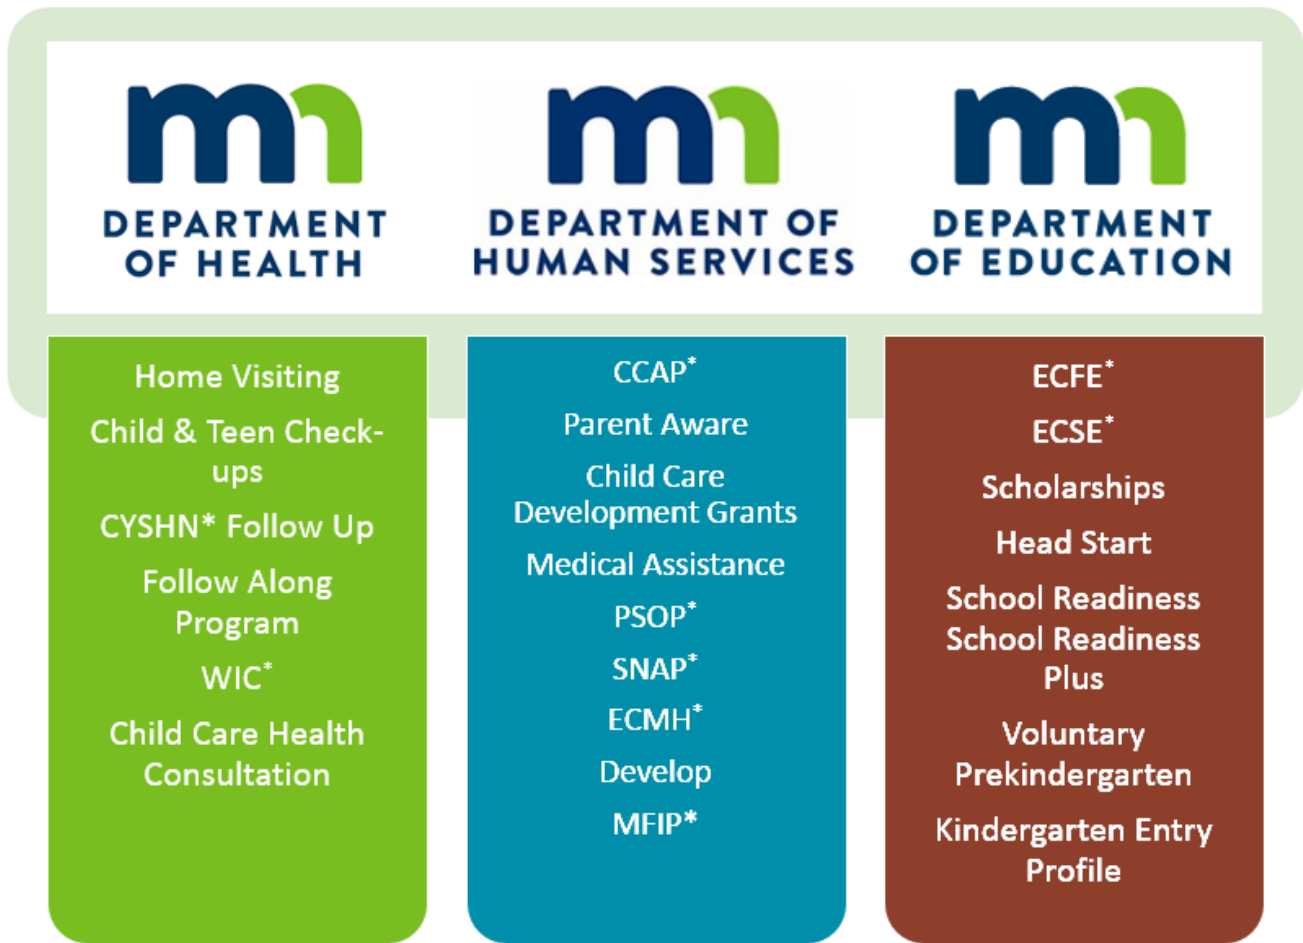 mn
DEPARTMENT
OF HEALTH
mn
DEPARTMENT OF
HUMAN SERVICES
mn
DEPARTMENT
OF EDUCATION
Home Visiting
Child & Teen Check-
ups
CYSHN* Follow Up
Follow Along
Program
WIC*
Child Care Health
Consultation
CCAP*
Parent Aware
Child Care
Development Grants
Medical Assistance
PSOP*
SNAP*
ECMH*
Develop
MFIP*
ECFE*
ECSE*
Scholarships
Head Start
School Readiness
School Readiness
Plus
Voluntary
Prekindergarten
Kindergarten Entry
Profile